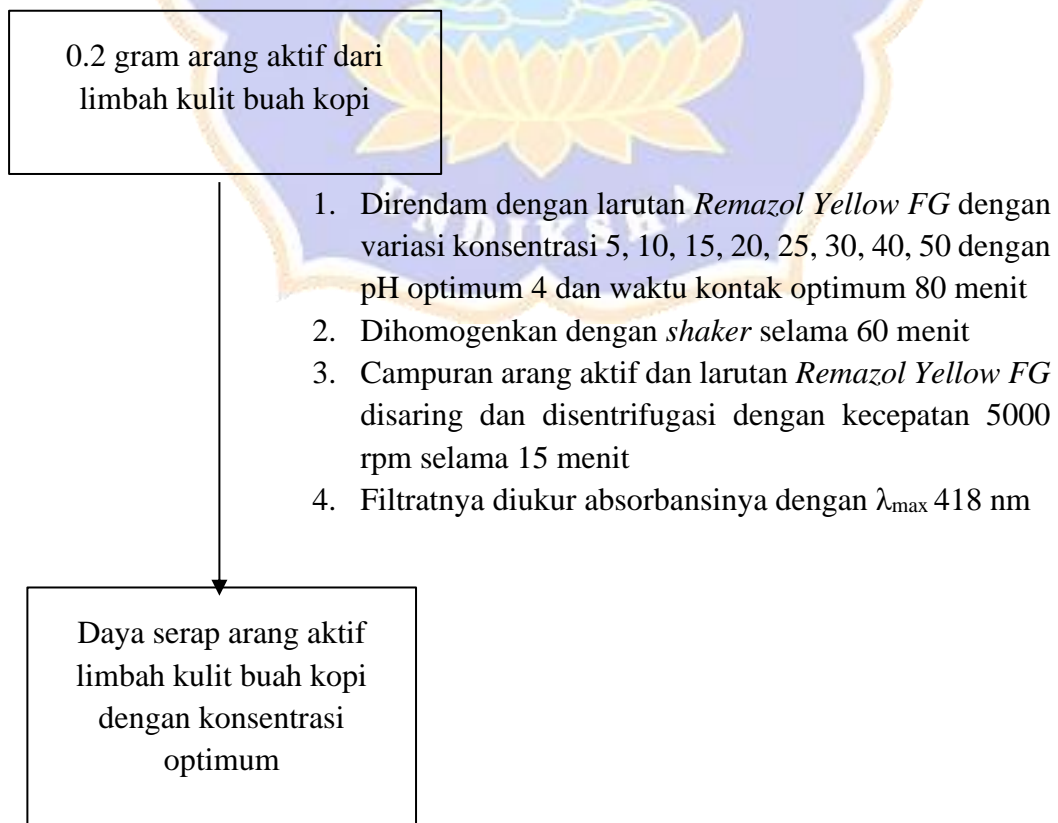 0.2 gram arang aktif dari
limbah kulit buah kopi
UNDIKSHA
1. Direndam dengan larutan Remazol Yellow FG dengan
variasi konsentrasi 5, 10, 15, 20, 25, 30, 40, 50 dengan
pH optimum 4 dan waktu kontak optimum 80 menit
2. Dihomogenkan dengan shaker selama 60 menit
3. Campuran arang aktif dan larutan Remazol Yellow FG
disaring dan disentrifugasi dengan kecepatan 5000
rpm selama 15 menit
4. Filtratnya diukur absorbansinya dengan λmax 418 nm
Daya serap arang aktif
limbah kulit buah kopi
dengan konsentrasi
optimum